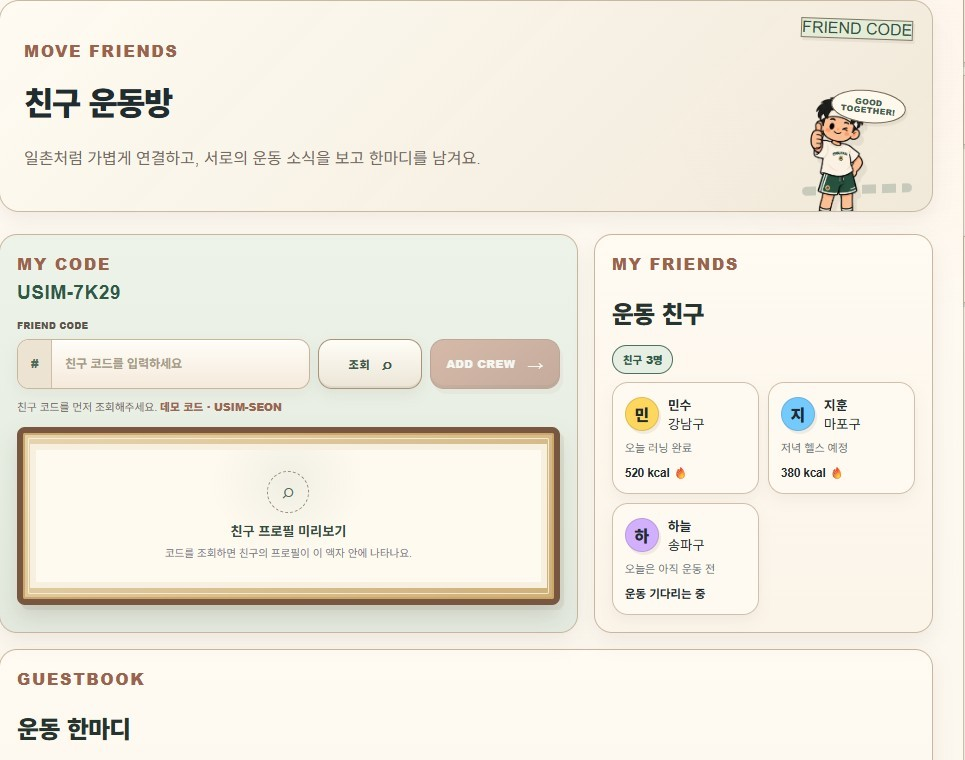 FRIEND CODE
MOVE FRIENDS
친구 운동방
일촌처럼 가볍게 연결하고, 서로의 운동 소식을 보고 한마디를 남겨요.
GOOD
TOGETHER!
MY CODE
USIM-7K29
FRIEND CODE
# 친구 코드를 입력하세요 조회 ADD CREW →
친구 코드를 먼저 조회해주세요. 데모 코드 · USIM-SEON
친구 프로필 미리보기
코드를 조회하면 친구의 프로필이 이 액자 안에 나타나요.
MY FRIENDS
운동 친구
친구 3명
민 민수
강남구
오늘 러닝 완료
520 kcal 🔥
지 지훈
마포구
저녁 헬스 예정
380 kcal 🔥
하 하늘
송파구
오늘은 아직 운동 전
운동 기다리는 중
GUESTBOOK
운동 한마디